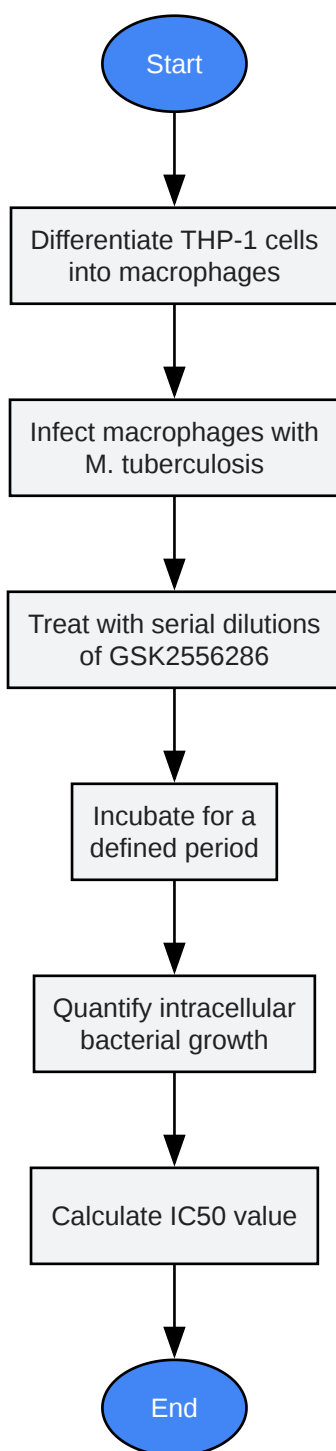 Start
Differentiate THP-1 cells
into macrophages
Infect macrophages with
M. tuberculosis
Treat with serial dilutions
of GSK2556286
Incubate for a
defined period
Quantify intracellular
bacterial growth
Calculate IC50 value
End